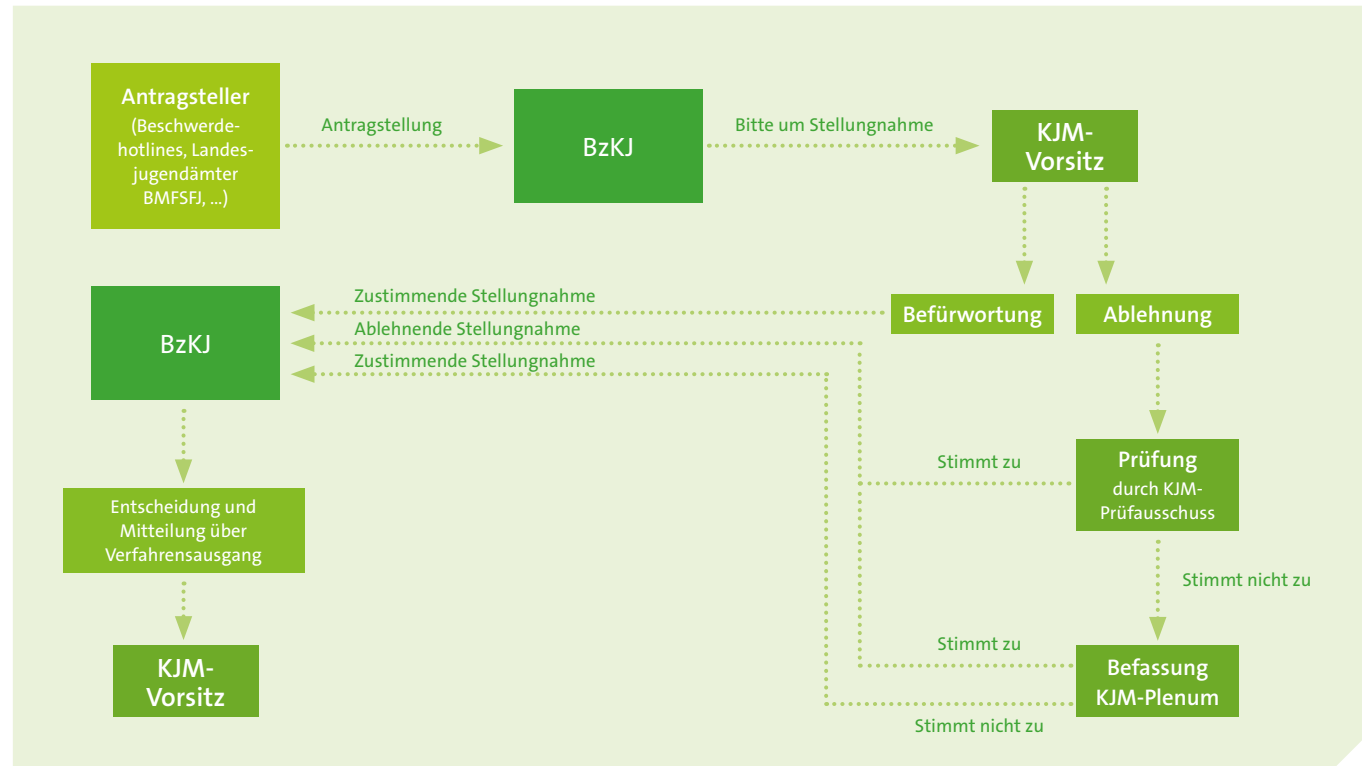 Antragsteller
(Beschwerde-
hotlines, Landes-
jugendämter
BMFSFJ, ...)
Antragstellung
BzKJ
Bitte um Stellungnahme
KJM-
Vorsitz
Befürwortung
Ablehnung
Zustimmende Stellungnahme
Ablehnende Stellungnahme
Zustimmende Stellungnahme
BzKJ
Stimmt zu
Prüfung
durch KJM-
Prüfausschuss
Entscheidung und
Mitteilung über
Verfahrensausgang
Stimmt nicht zu
Stimmt zu
Befassung
KJM-Plenum
Stimmt nicht zu
KJM-
Vorsitz